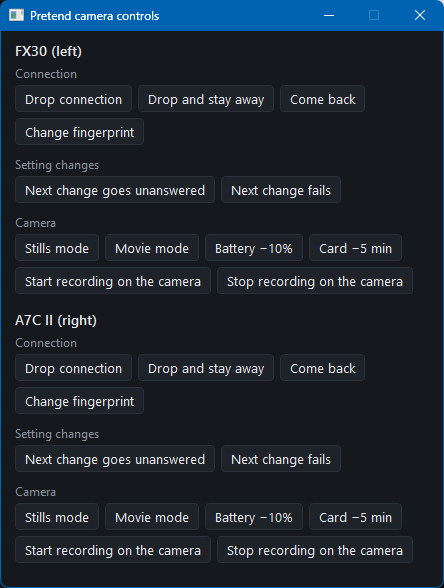 Pretend camera controls
FX30 (left)
Connection
Drop connection Drop and stay away Come back
Change fingerprint
Setting changes
Next change goes unanswered Next change fails
Camera
Stills mode Movie mode Battery −10% Card −5 min
Start recording on the camera Stop recording on the camera
A7C II (right)
Connection
Drop connection Drop and stay away Come back
Change fingerprint
Setting changes
Next change goes unanswered Next change fails
Camera
Stills mode Movie mode Battery −10% Card −5 min
Start recording on the camera Stop recording on the camera